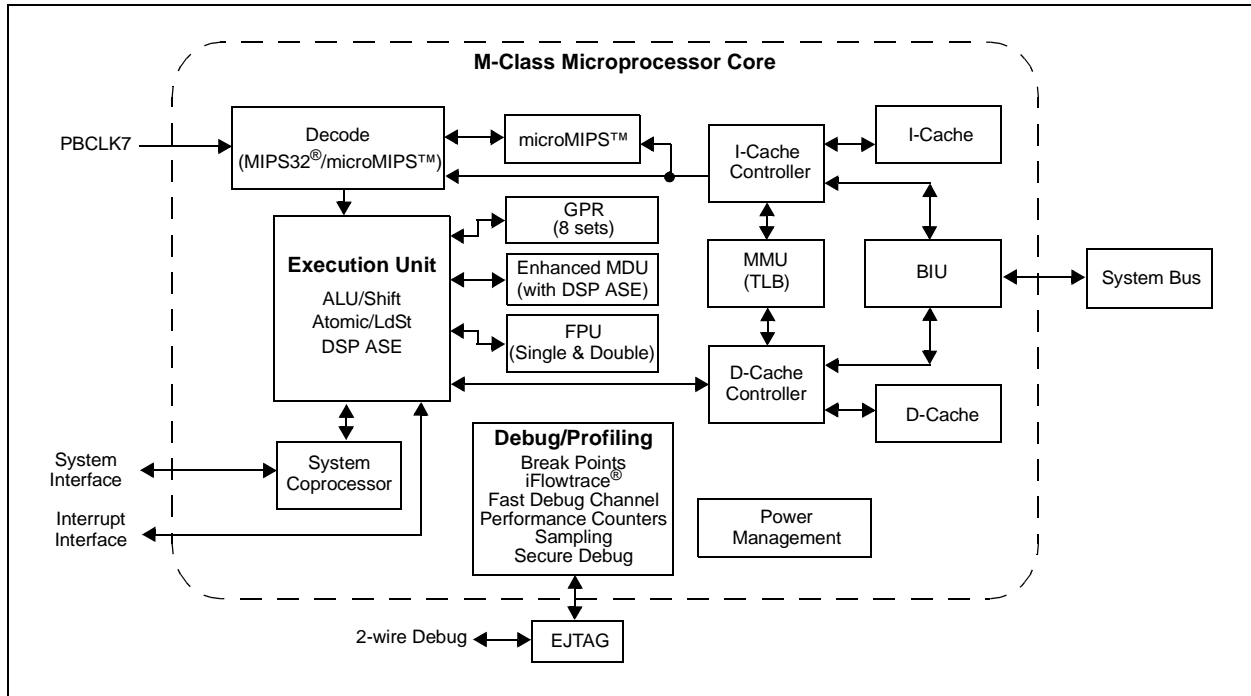 M-Class Microprocessor Core
PBCLK7
Decode
(MIPS32®/microMIPS™)
microMIPS™
I-Cache
Controller
I-Cache
GPR
(8 sets)
Execution Unit
ALU/Shift
Atomic/LdSt
DSP ASE
Enhanced MDU
(with DSP ASE)
MMU
(TLB)
BIU
System Bus
FPU
(Single & Double)
D-Cache
Controller
D-Cache
System
Interface
System
Coprocessor
Interrupt
Interface
Debug/Profiling
Break Points
iFlowtrace®
Fast Debug Channel
Performance Counters
Sampling
Secure Debug
Power
Management
2-wire Debug
EJTAG